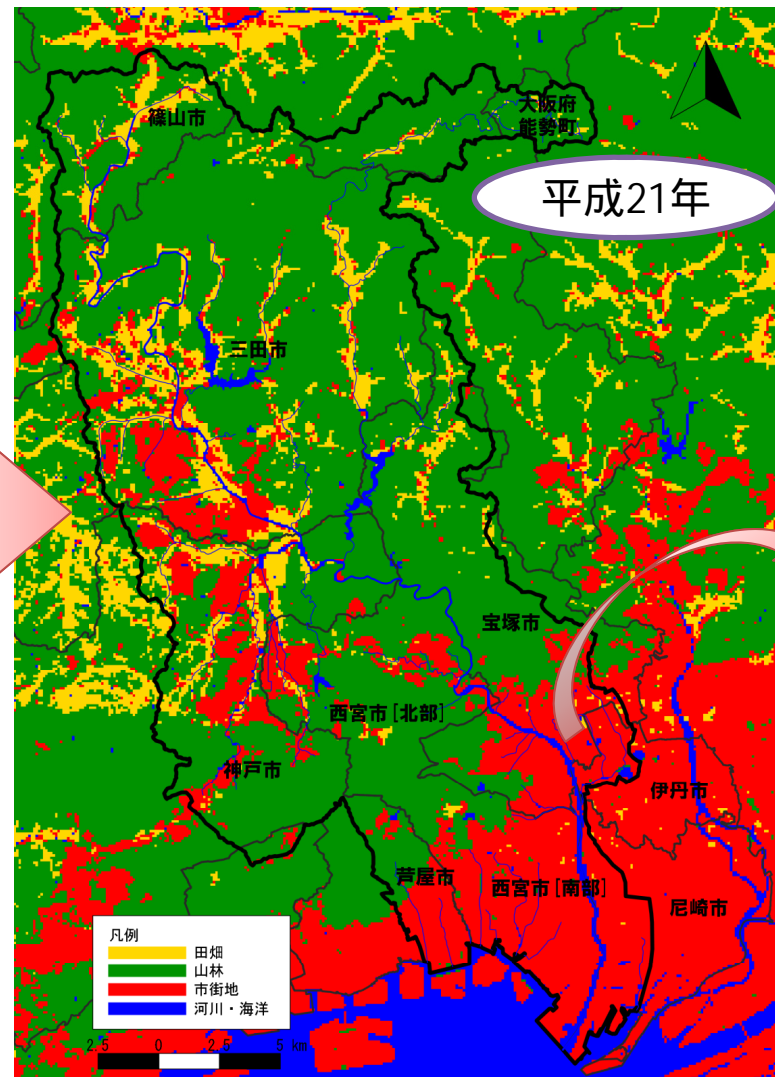 篠山市
大阪府
能勢町
平成21年
三田市
宝塚市
西宮市[北部]
神戸市
伊丹市
芦屋市
西宮市[南部]
尼崎市
凡例
田畑
山林
市街地
河川・海洋
2.5 0 2.5 5 km